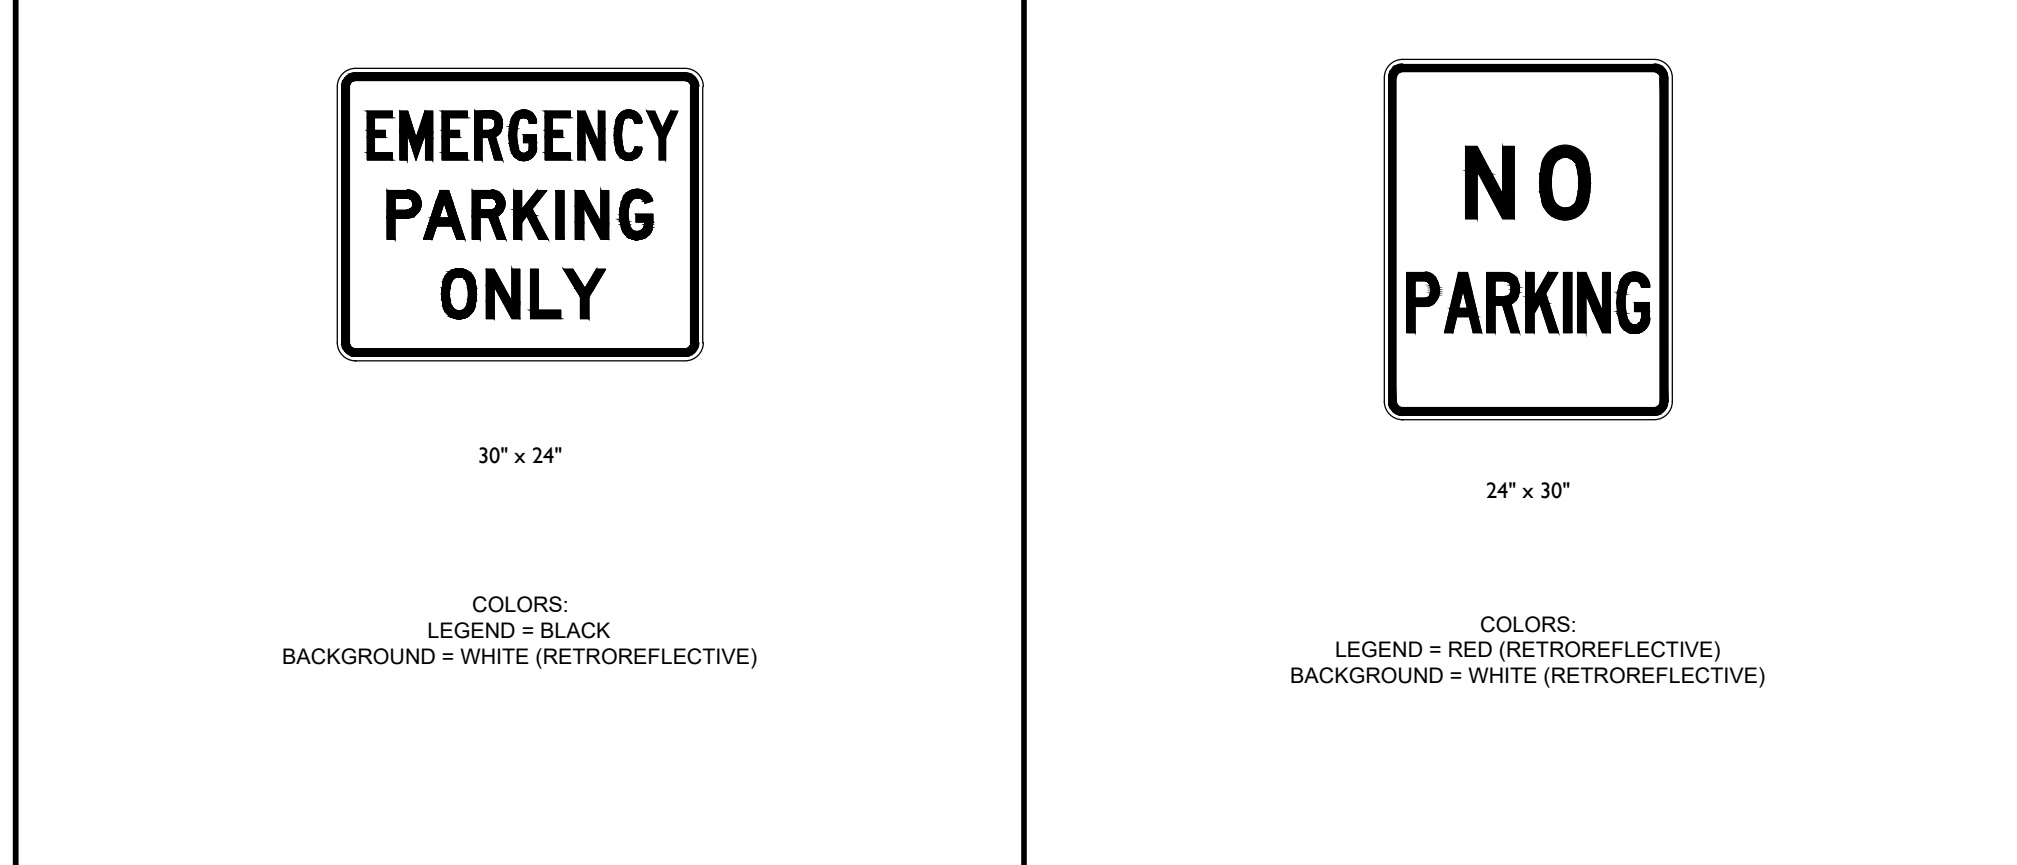 EMERGENCY
PARKING
ONLY
30" x 24"
COLORS:
LEGEND = BLACK
BACKGROUND = WHITE (RETROREFLECTIVE)
NO
PARKING
24" x 30"
COLORS:
LEGEND = RED (RETROREFLECTIVE)
BACKGROUND = WHITE (RETROREFLECTIVE)